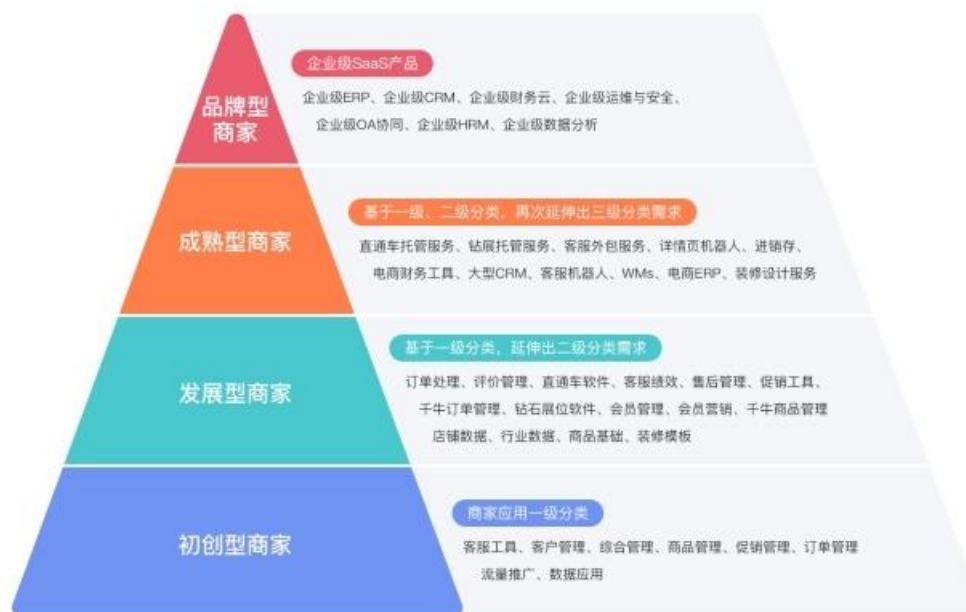 品牌型
商家
企业级SaaS产品
企业级ERP、企业级CRM、企业级财务云、企业级运维与安全、
企业级OA协同、企业级HRM、企业级数据分析
成熟型商家
基于一级、二级分类，再次延伸出三级分类需求
直通车托管服务、钻展托管服务、客服外包服务、详情页机器人、进销存、
电商财务工具、大型CRM、客服机器人、WMs、电商ERP、装修设计服务
发展型商家
基于一级分类，延伸出二级分类需求
订单处理、评价管理、直通车软件、客服绩效、售后管理、促销工具、
千牛订单管理、钻石展位软件、会员管理、会员营销、千牛商品管理
店铺数据、行业数据、商品基础、装修模板
初创型商家
商家应用一级分类
客服工具、客户管理、综合管理、商品管理、促销管理、订单管理
流量推广、数据应用